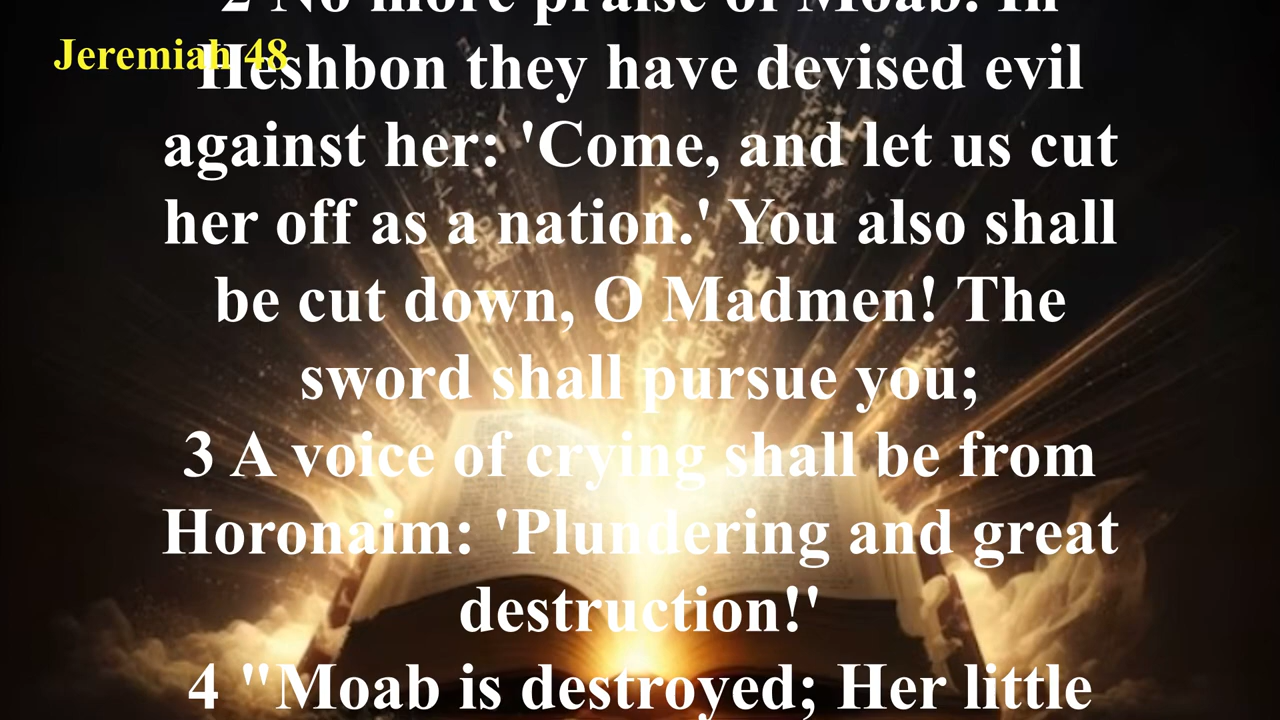 2 No more praise of Moab. In
Jeremiah 48
Heshbon they have devised evil
against her: 'Come, and let us cut
her off as a nation.' You also shall
be cut down, O Madmen! The
sword shall pursue you;
3 A voice of crying shall be from
Horonaim: 'Plundering and great
destruction!'
4 "Moab is destroyed; Her little